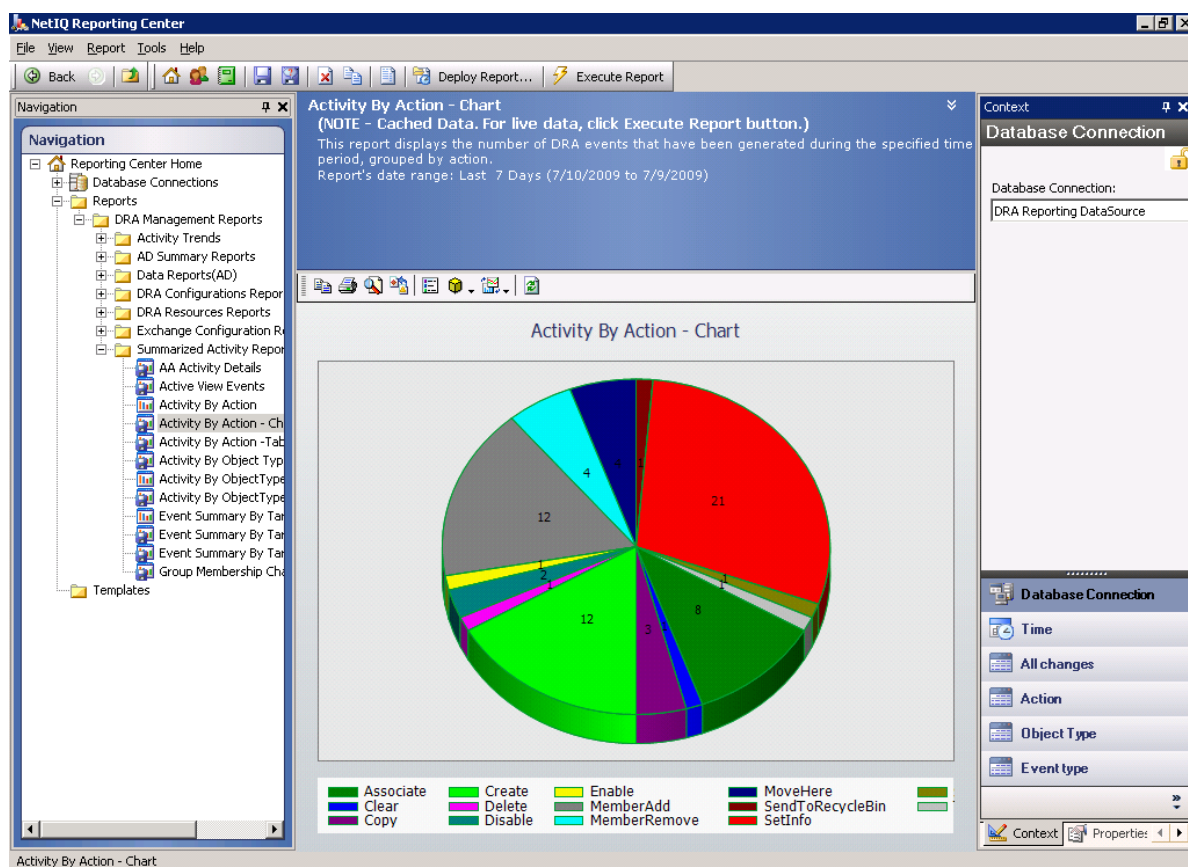 NetIQ Reporting Center
File View Report Tools Help
Back Deploy Report... Execute Report
Navigation
Navigation
Reporting Center Home
Database Connections
Reports
DRA Management Reports
Activity Trends
AD Summary Reports
Data Reports(AD)
DRA Configurations Repor
DRA Resources Reports
Exchange Configuration R
Summarized Activity Repor
AA Activity Details
Active View Events
Activity By Action
Activity By Action - Ch
Activity By Action -Tab
Activity By Object Typ
Activity By ObjectType
Activity By ObjectType
Event Summary By Tar
Event Summary By Tar
Event Summary By Tar
Group Membership Cha
Templates
Activity By Action - Chart
(NOTE - Cached Data. For live data, click Execute Report button.)
This report displays the number of DRA events that have been generated during the specified time
period, grouped by action.
Report's date range: Last 7 Days (7/10/2009 to 7/9/2009)
Activity By Action - Chart
4
4
1
21
12
1
2
1
12
3
8
1
1
Associate Create Enable MoveHere
Clear Delete MemberAdd SendToRecycleBin
Copy Disable MemberRemove SetInfo
Context
Database Connection
Database Connection:
DRA Reporting DataSource
Database Connection
Time
All changes
Action
Object Type
Event type
Context Properties
Activity By Action - Chart